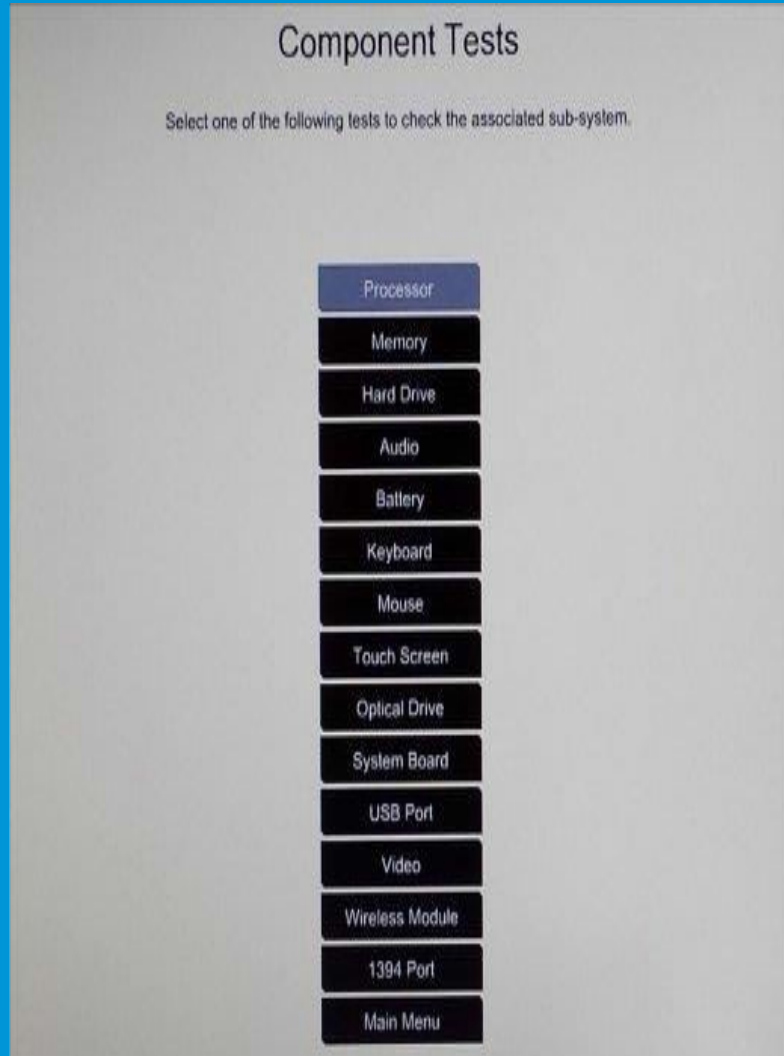 Component Tests
Select one of the following tests to check the associated sub-system.
Processor
Memory
Hard Drive
Audio
Battery
Keyboard
Mouse
Touch Screen
Optical Drive
System Board
USB Port
Video
Wireless Module
1394 Port
Main Menu